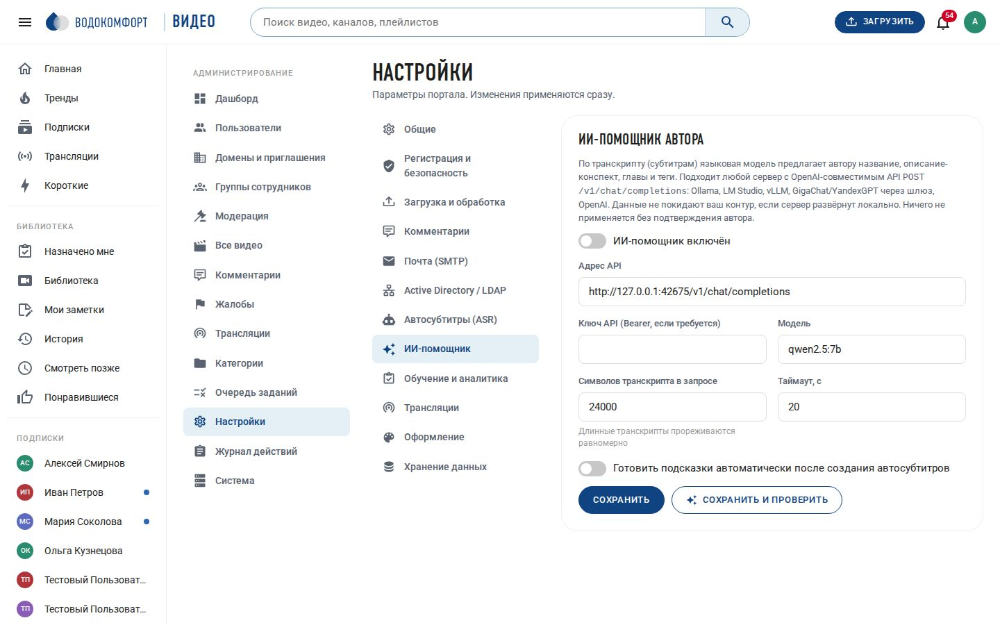 ВОДОКОМФОРТ
ВИДЕО
Поиск видео, каналов, плейлистов
ЗАГРУЗИТЬ
54
А
Главная
Тренды
Подписки
Трансляции
Короткие
БИБЛИОТЕКА
Назначено мне
Библиотека
Мои заметки
История
Смотреть позже
Понравившиеся
ПОДПИСКИ
АС Алексей Смирнов
ИП Иван Петров
МС Мария Соколова
ОК Ольга Кузнецова
ТП Тестовый Пользоват…
ТП Тестовый Пользоват…
АДМИНИСТРИРОВАНИЕ
Дашборд
Пользователи
Домены и приглашения
Группы сотрудников
Модерация
Все видео
Комментарии
Жалобы
Трансляции
Категории
Очередь заданий
Настройки
Журнал действий
Система
НАСТРОЙКИ
Параметры портала. Изменения применяются сразу.
Общие
Регистрация и
безопасность
Загрузка и обработка
Комментарии
Почта (SMTP)
Active Directory / LDAP
Автосубтитры (ASR)
ИИ-помощник
Обучение и аналитика
Трансляции
Оформление
Хранение данных
ИИ-ПОМОЩНИК АВТОРА
По транскрипту (субтитрам) языковая модель предлагает автору название, описание-
конспект, главы и теги. Подходит любой сервер с OpenAI-совместимым API POST
/v1/chat/completions: Ollama, LM Studio, vLLM, GigaChat/YandexGPT через шлюз,
OpenAI. Данные не покидают ваш контур, если сервер развёрнут локально. Ничего не
применяется без подтверждения автора.
ИИ-помощник включён
Адрес API
http://127.0.0.1:42675/v1/chat/completions
Ключ API (Bearer, если требуется)
Модель
qwen2.5:7b
Символов транскрипта в запросе
Таймаут, с
24000
20
Длинные транскрипты прореживаются
равномерно
Готовить подсказки автоматически после создания автосубтитров
СОХРАНИТЬ
СОХРАНИТЬ И ПРОВЕРИТЬ